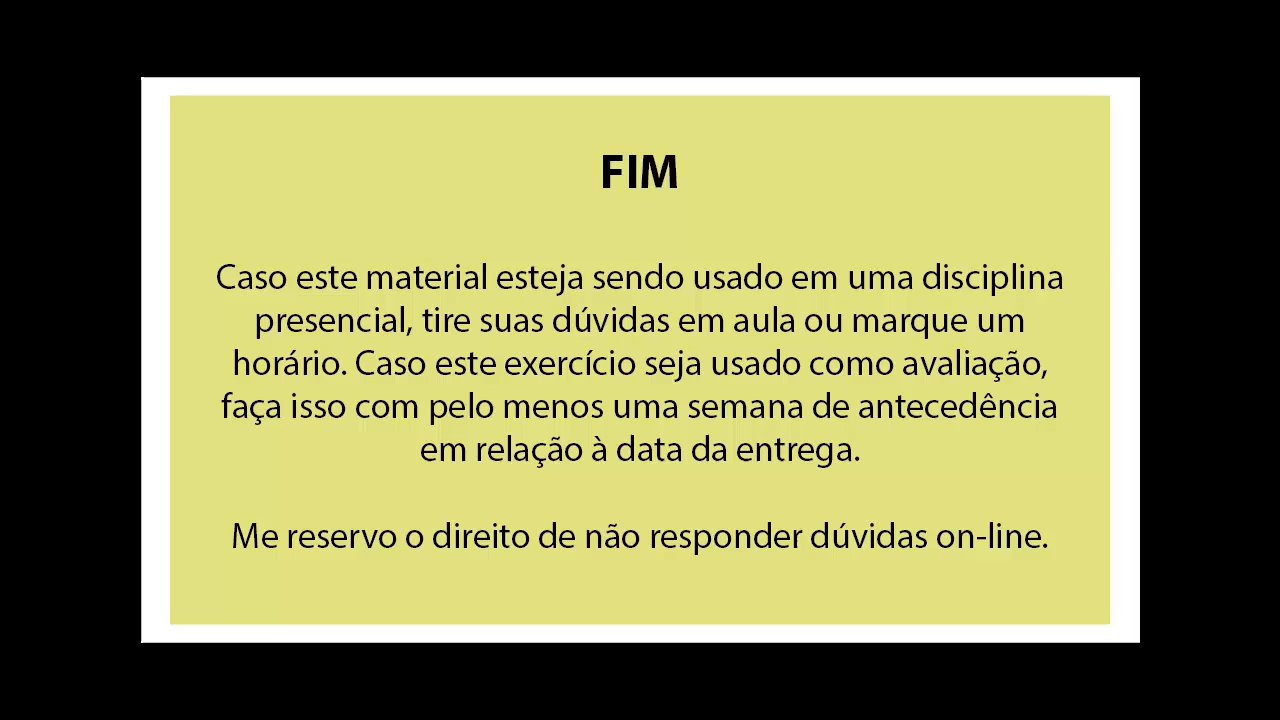 FIM
Caso este material esteja sendo usado em uma disciplina
presencial, tire suas dúvidas em aula ou marque um
horário. Caso este exercício seja usado como avaliação,
faça isso com pelo menos uma semana de antecedência
em relação à data da entrega.
Me reservo o direito de não responder dúvidas on-line.